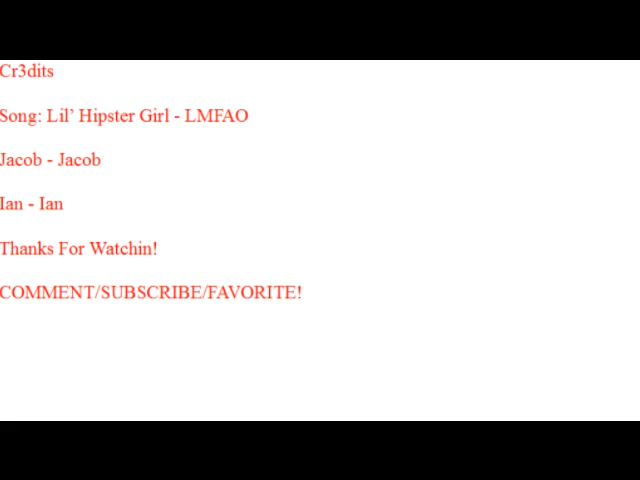 Cr3dits
Song: Lil’ Hipster Girl - LMFAO
Jacob - Jacob
Ian - Ian
Thanks For Watchin!
COMMENT/SUBSCRIBE/FAVORITE!